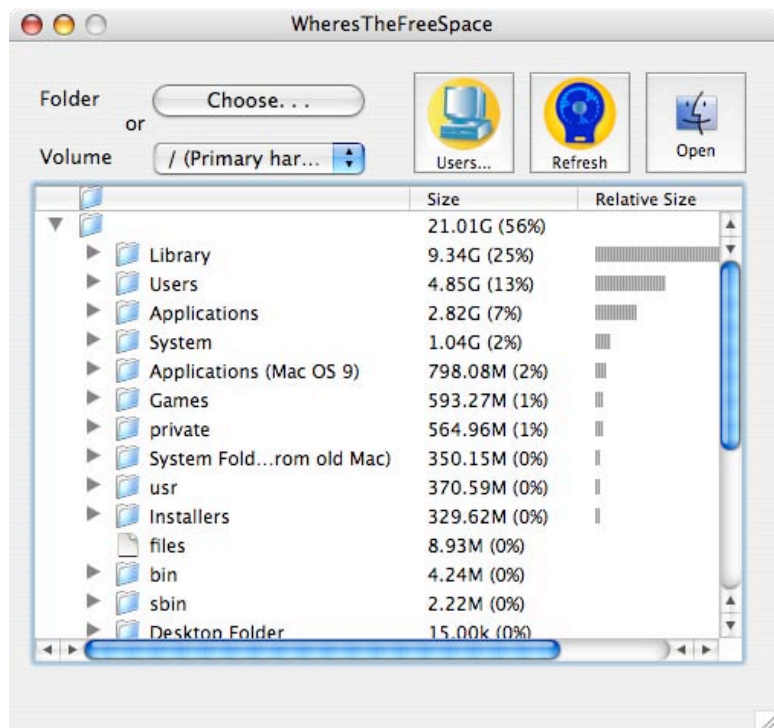 WheresTheFreeSpace
Folder
Choose. . .
or
Volume
/ (Primary har...
Users...
Refresh
Open
Size
Relative Size
21.01G (56%)
Library 9.34G (25%)
Users 4.85G (13%)
Applications 2.82G (7%)
System 1.04G (2%)
Applications (Mac OS 9) 798.08M (2%)
Games 593.27M (1%)
private 564.96M (1%)
System Fold...rom old Mac) 350.15M (0%)
usr 370.59M (0%)
Installers 329.62M (0%)
files 8.93M (0%)
bin 4.24M (0%)
sbin 2.22M (0%)
Desktop Folder 15.00k (0%)